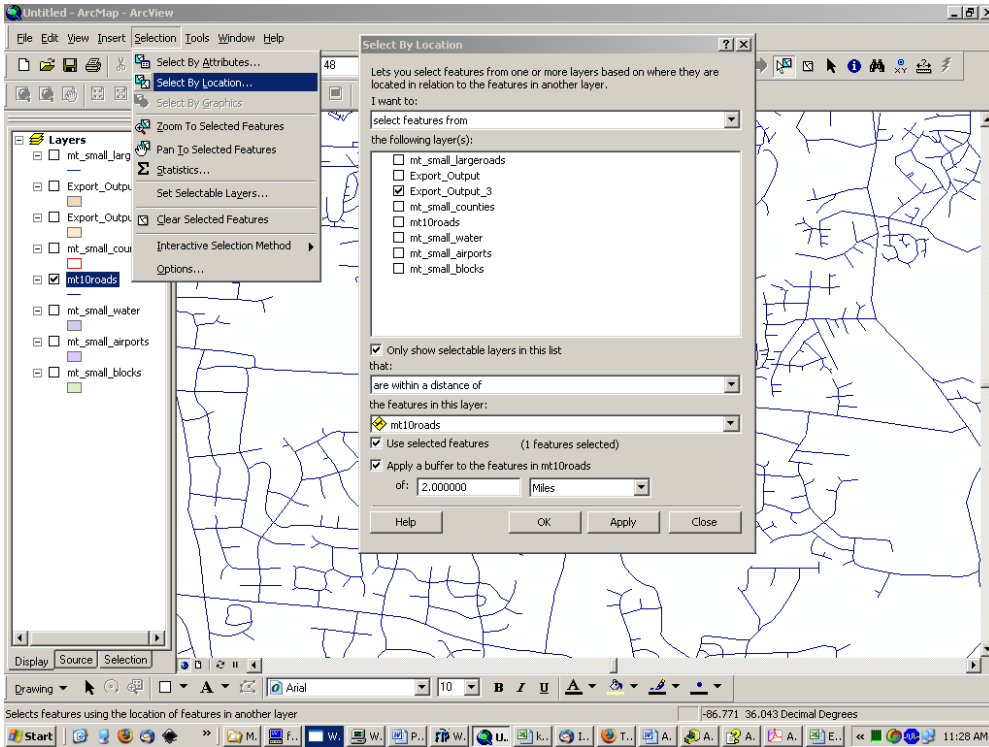 Untitled - ArcMap - ArcView
File Edit View Insert Selection Tools Window Help
Select By Attributes...
Select By Location...
Select By Graphics
Zoom To Selected Features
Pan To Selected Features
Statistics...
Set Selectable Layers...
Clear Selected Features
Interactive Selection Method
Options...
48
Layers
mt_small_larg
Export_Outpu
Export_Outpu
mt_small_cour
mt10roads
mt_small_water
mt_small_airports
mt_small_blocks
Select By Location
Lets you select features from one or more layers based on where they are
located in relation to the features in another layer.
I want to:
select features from
the following layer(s):
mt_small_largeroads
Export_Output
Export_Output_3
mt_small_counties
mt10roads
mt_small_water
mt_small_airports
mt_small_blocks
Only show selectable layers in this list
that:
are within a distance of
the features in this layer:
mt10roads
Use selected features (1 features selected)
Apply a buffer to the features in mt10roads
of: 2.000000 Miles
Help OK Apply Close
Display Source Selection
Drawing A Arial 10 B I U A
Selects features using the location of features in another layer
-86.771 36.043 Decimal Degrees
Start M. f.. W. W. P.. W.. U.. k.. I.. T.. A. A. A. A. E.. 11:28 AM